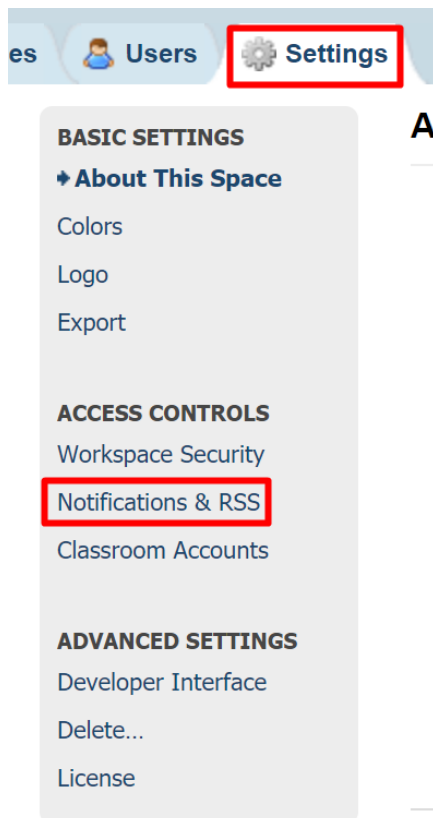 es Users Settings
A
BASIC SETTINGS
About This Space
Colors
Logo
Export
ACCESS CONTROLS
Workspace Security
Notifications & RSS
Classroom Accounts
ADVANCED SETTINGS
Developer Interface
Delete...
License